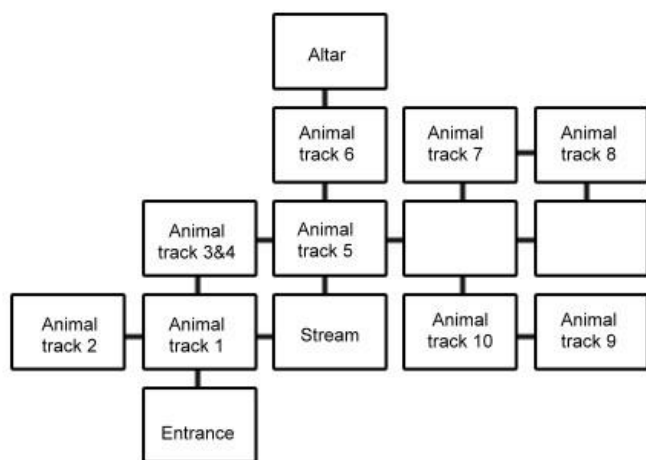 Altar
Animal
track 6
Animal
track 7
Animal
track 8
Animal
track 3&4
Animal
track 5
Animal
track 2
Animal
track 1
Stream
Animal
track 10
Animal
track 9
Entrance